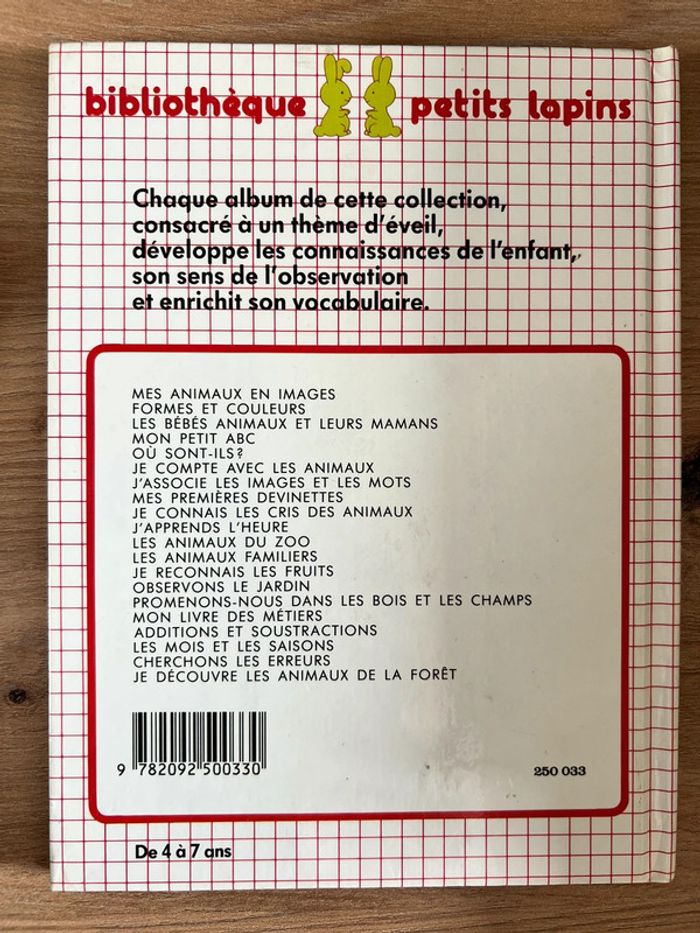 bibliothèque petits lapins
Chaque album de cette collection,
consacré à un thème d'éveil,
développe les connaissances de l'enfant,
son sens de l'observation
et enrichit son vocabulaire.
MES ANIMAUX EN IMAGES
FORMES ET COULEURS
LES BÉBÉS ANIMAUX ET LEURS MAMANS
MON PETIT ABC
OÙ SONT-ILS?
JE COMPTE AVEC LES ANIMAUX
J'ASSOCIE LES IMAGES ET LES MOTS
MES PREMIÈRES DEVINETTES
JE CONNAIS LES CRIS DES ANIMAUX
J'APPRENDS L'HEURE
LES ANIMAUX DU ZOO
LES ANIMAUX FAMILIERS
JE RECONNAIS LES FRUITS
OBSERVONS LE JARDIN
PROMENONS-NOUS DANS LES BOIS ET LES CHAMPS
MON LIVRE DES MÉTIERS
ADDITIONS ET SOUSTRACTIONS
LES MOIS ET LES SAISONS
CHERCHONS LES ERREURS
JE DÉCOUVRE LES ANIMAUX DE LA FORÊT
9 782092 500330
250 033
De 4 à 7 ans